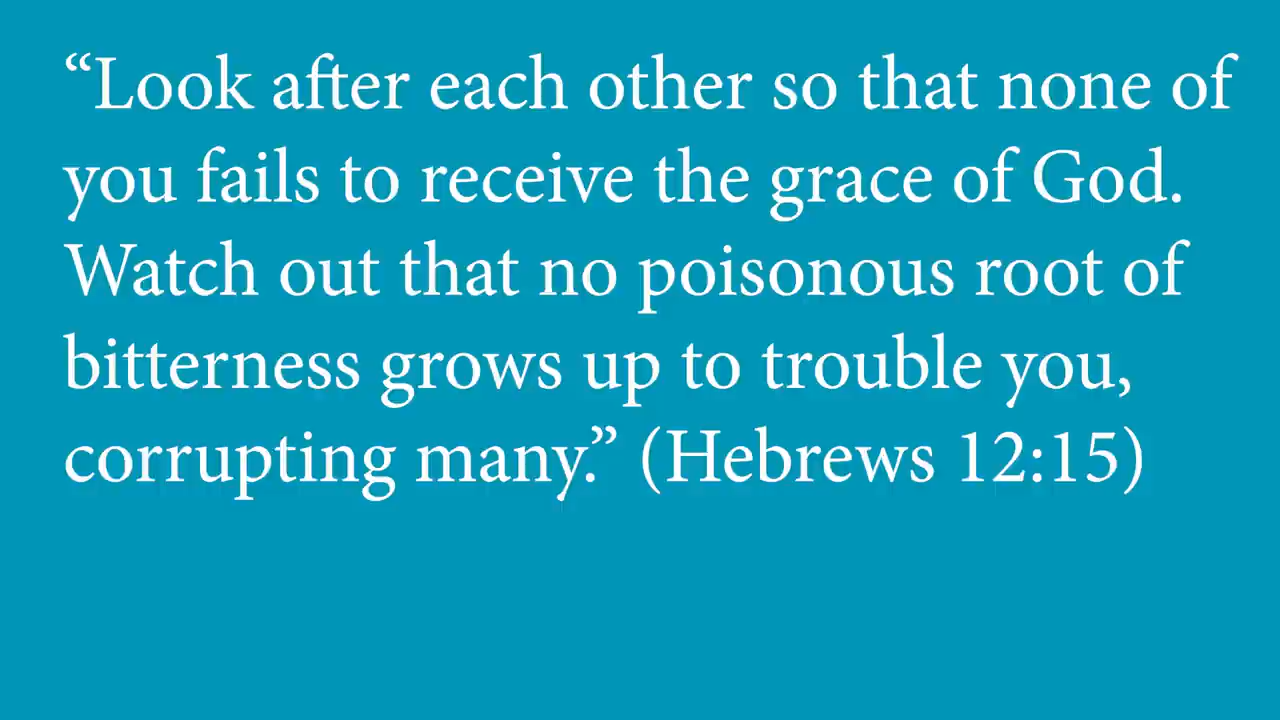 “Look after each other so that none of
you fails to receive the grace of God.
Watch out that no poisonous root of
bitterness grows up to trouble you,
corrupting many.” (Hebrews 12:15)